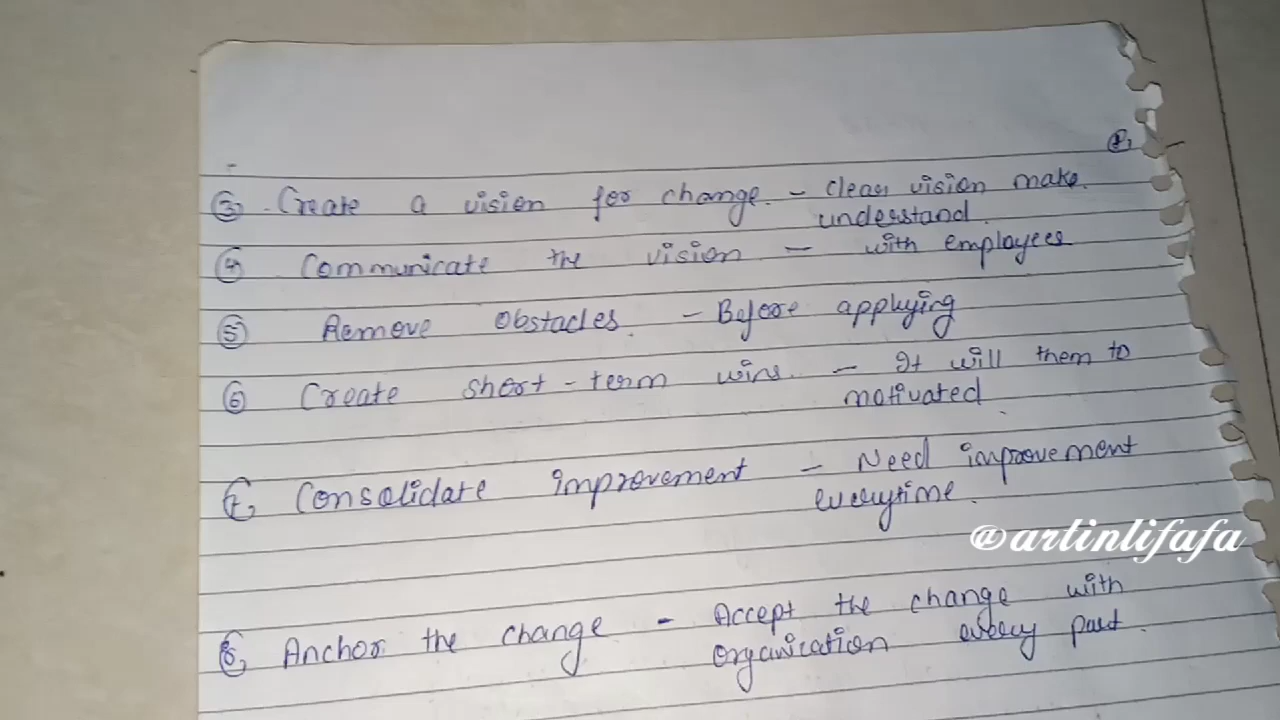 ③ Create a vision for change - clear vision make
understand
④ Communicate the vision - with employees
⑤ Remove Obstacles. - Before applying
⑥ Create short-term wins. - It will them to
motivated
⑦ Consolidate improvement - Need improvement
everytime.
@artinlifafa
⑧ Anchor the change - Accept the change with
organication every part.